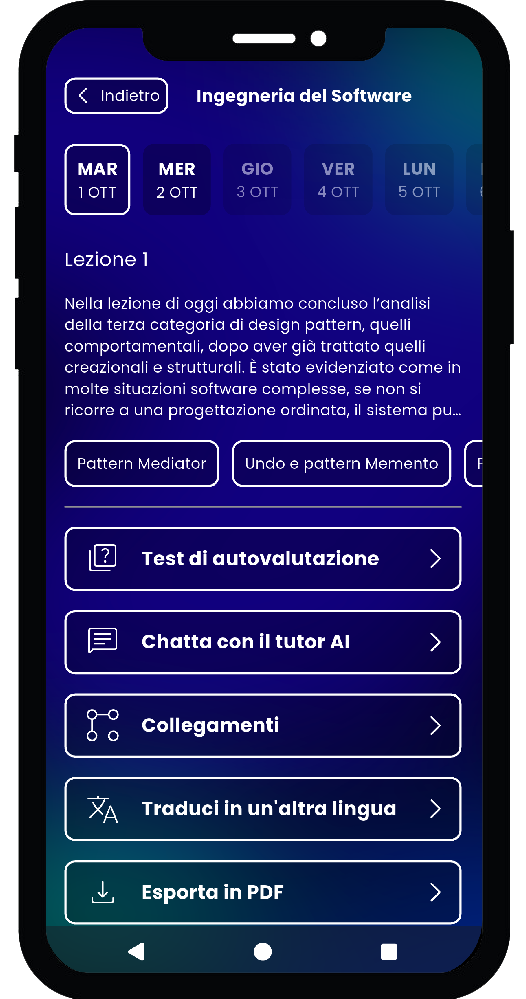 Indietro
Ingegneria del Software
MAR
1 OTT
MER
2 OTT
GIO
3 OTT
VER
4 OTT
LUN
5 OTT
Lezione 1
Nella lezione di oggi abbiamo concluso l’analisi
della terza categoria di design pattern, quelli
comportamentali, dopo aver già trattato quelli
creazionali e strutturali. È stato evidenziato come in
molte situazioni software complesse, se non si
ricorre a una progettazione ordinata, il sistema pu...
Pattern Mediator
Undo e pattern Memento
Test di autovalutazione
Chatta con il tutor AI
Collegamenti
Traduci in un'altra lingua
Esporta in PDF